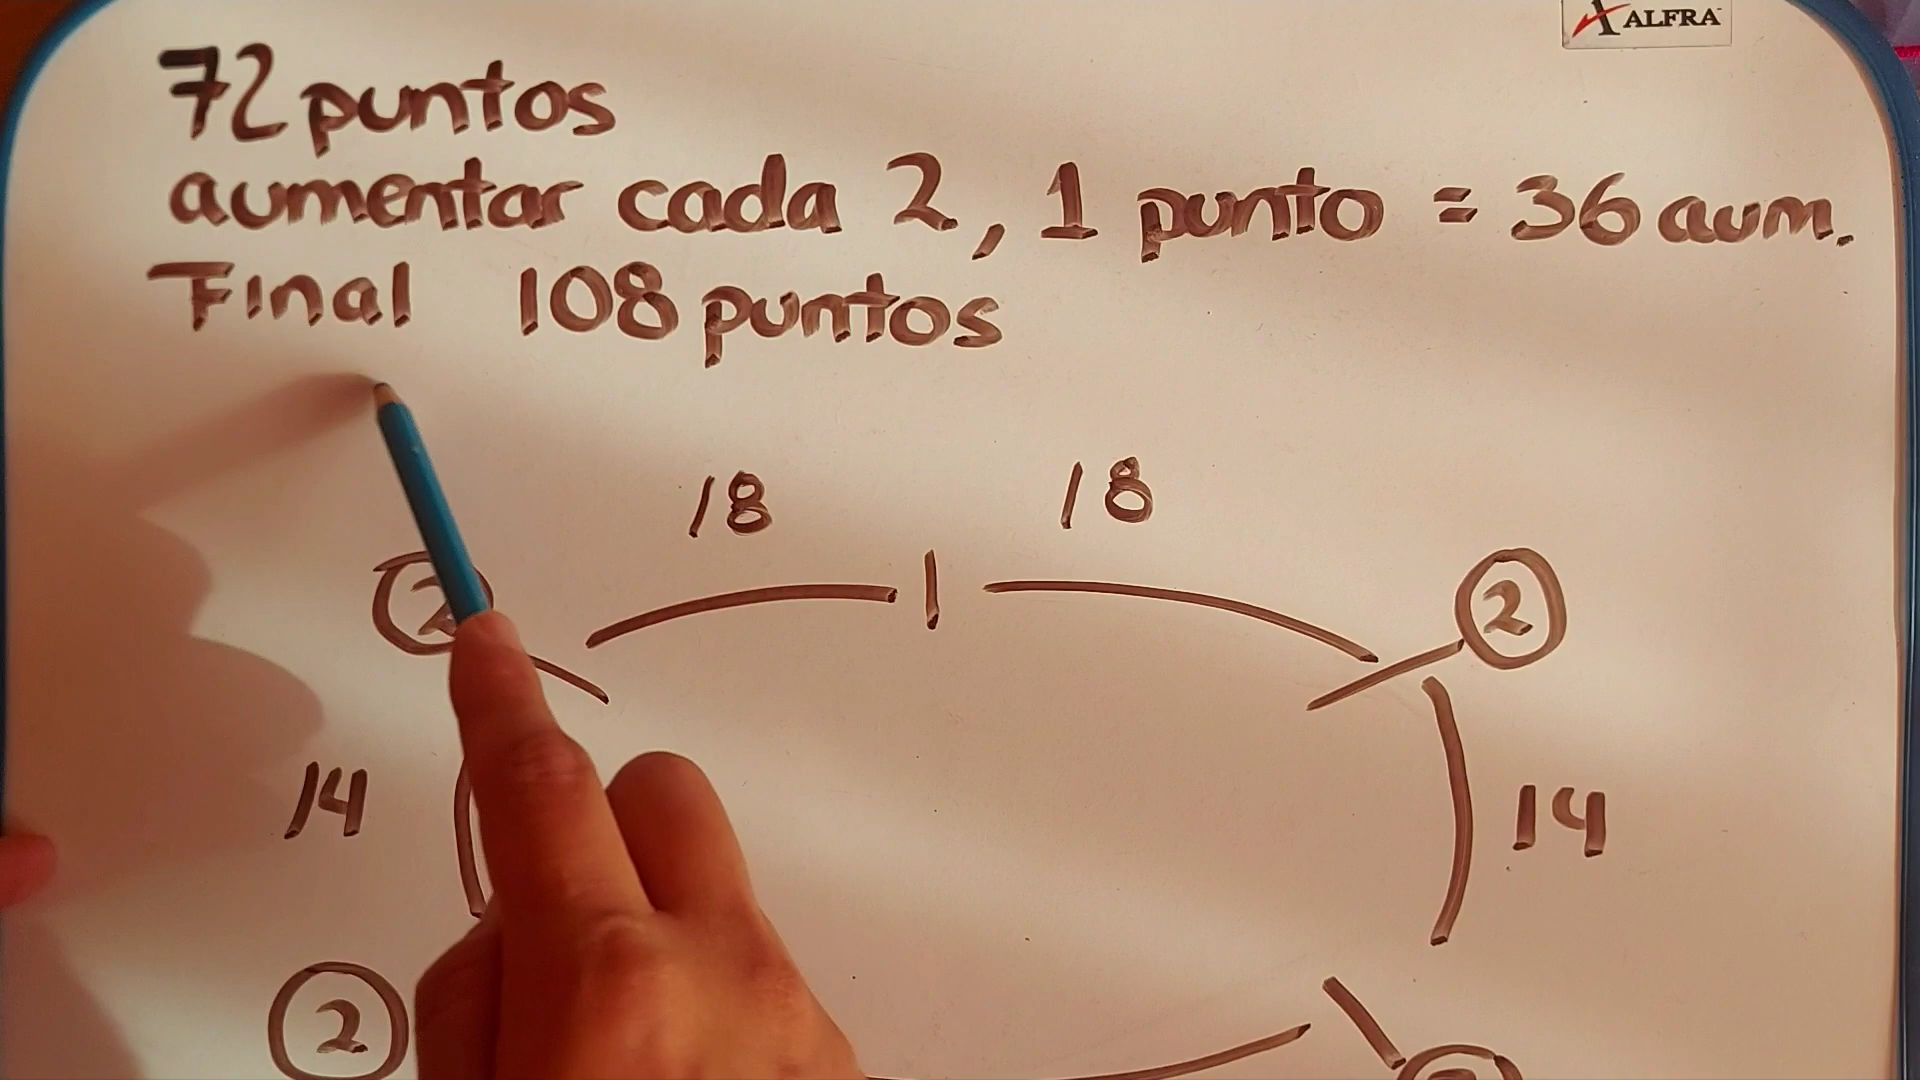 ALFRA
72 puntos
aumentar cada 2, 1 punto = 36 aum.
Final 108 puntos
18 18
2 2
14 14
2